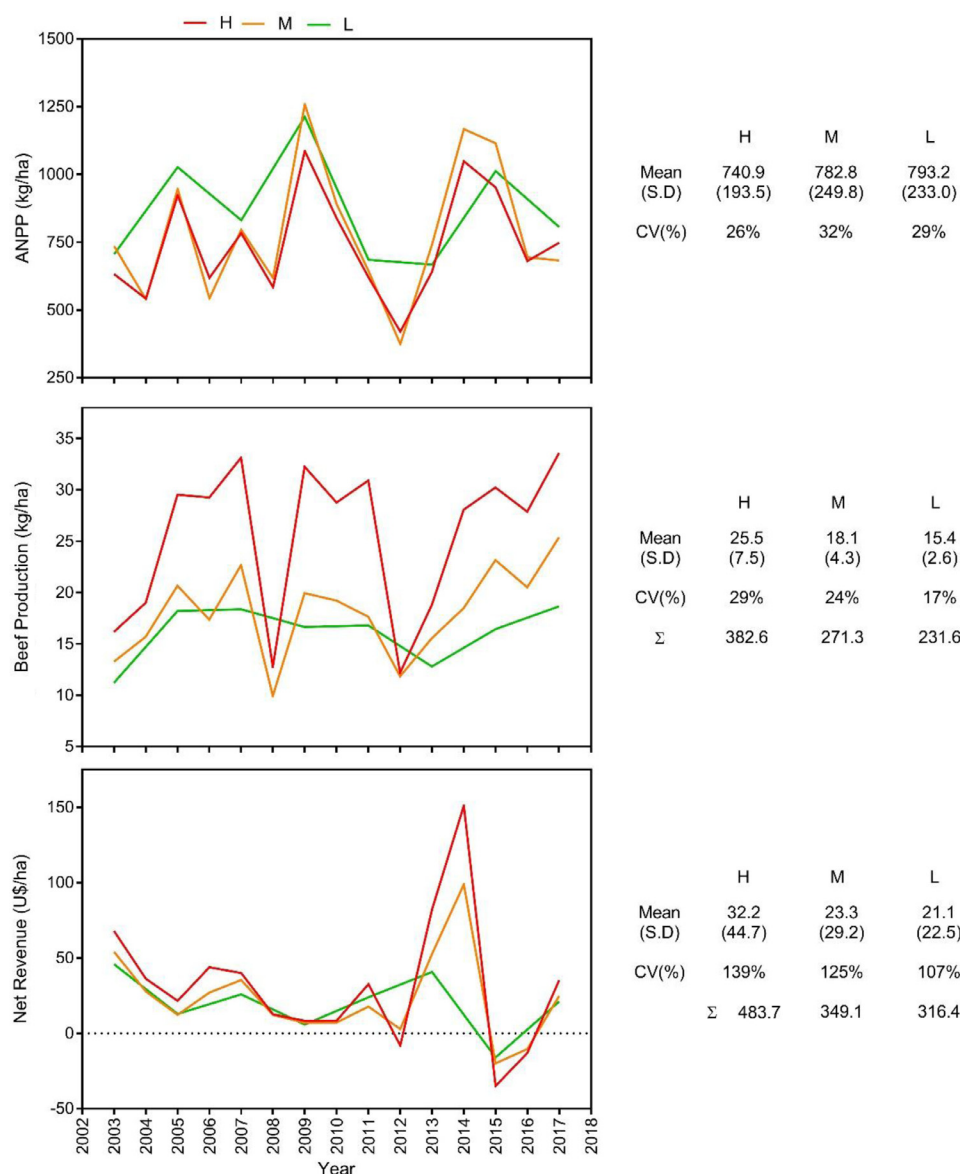 H M L
1500
1250
1000
750
500
250
ANPP (kg/ha)
H M L
Mean 740.9 782.8 793.2
(S.D) (193.5) (249.8) (233.0)
CV(%) 26% 32% 29%
35
30
25
20
15
10
5
Beef Production (kg/ha)
H M L
Mean 25.5 18.1 15.4
(S.D) (7.5) (4.3) (2.6)
CV(%) 29% 24% 17%
Σ 382.6 271.3 231.6
150
100
50
0
-50
Net Revenue (U$/ha)
H M L
Mean 32.2 23.3 21.1
(S.D) (44.7) (29.2) (22.5)
CV(%) 139% 125% 107%
Σ 483.7 349.1 316.4
2002 2003 2004 2005 2006 2007 2008 2009 2010 2011 2012 2013 2014 2015 2016 2017 2018
Year